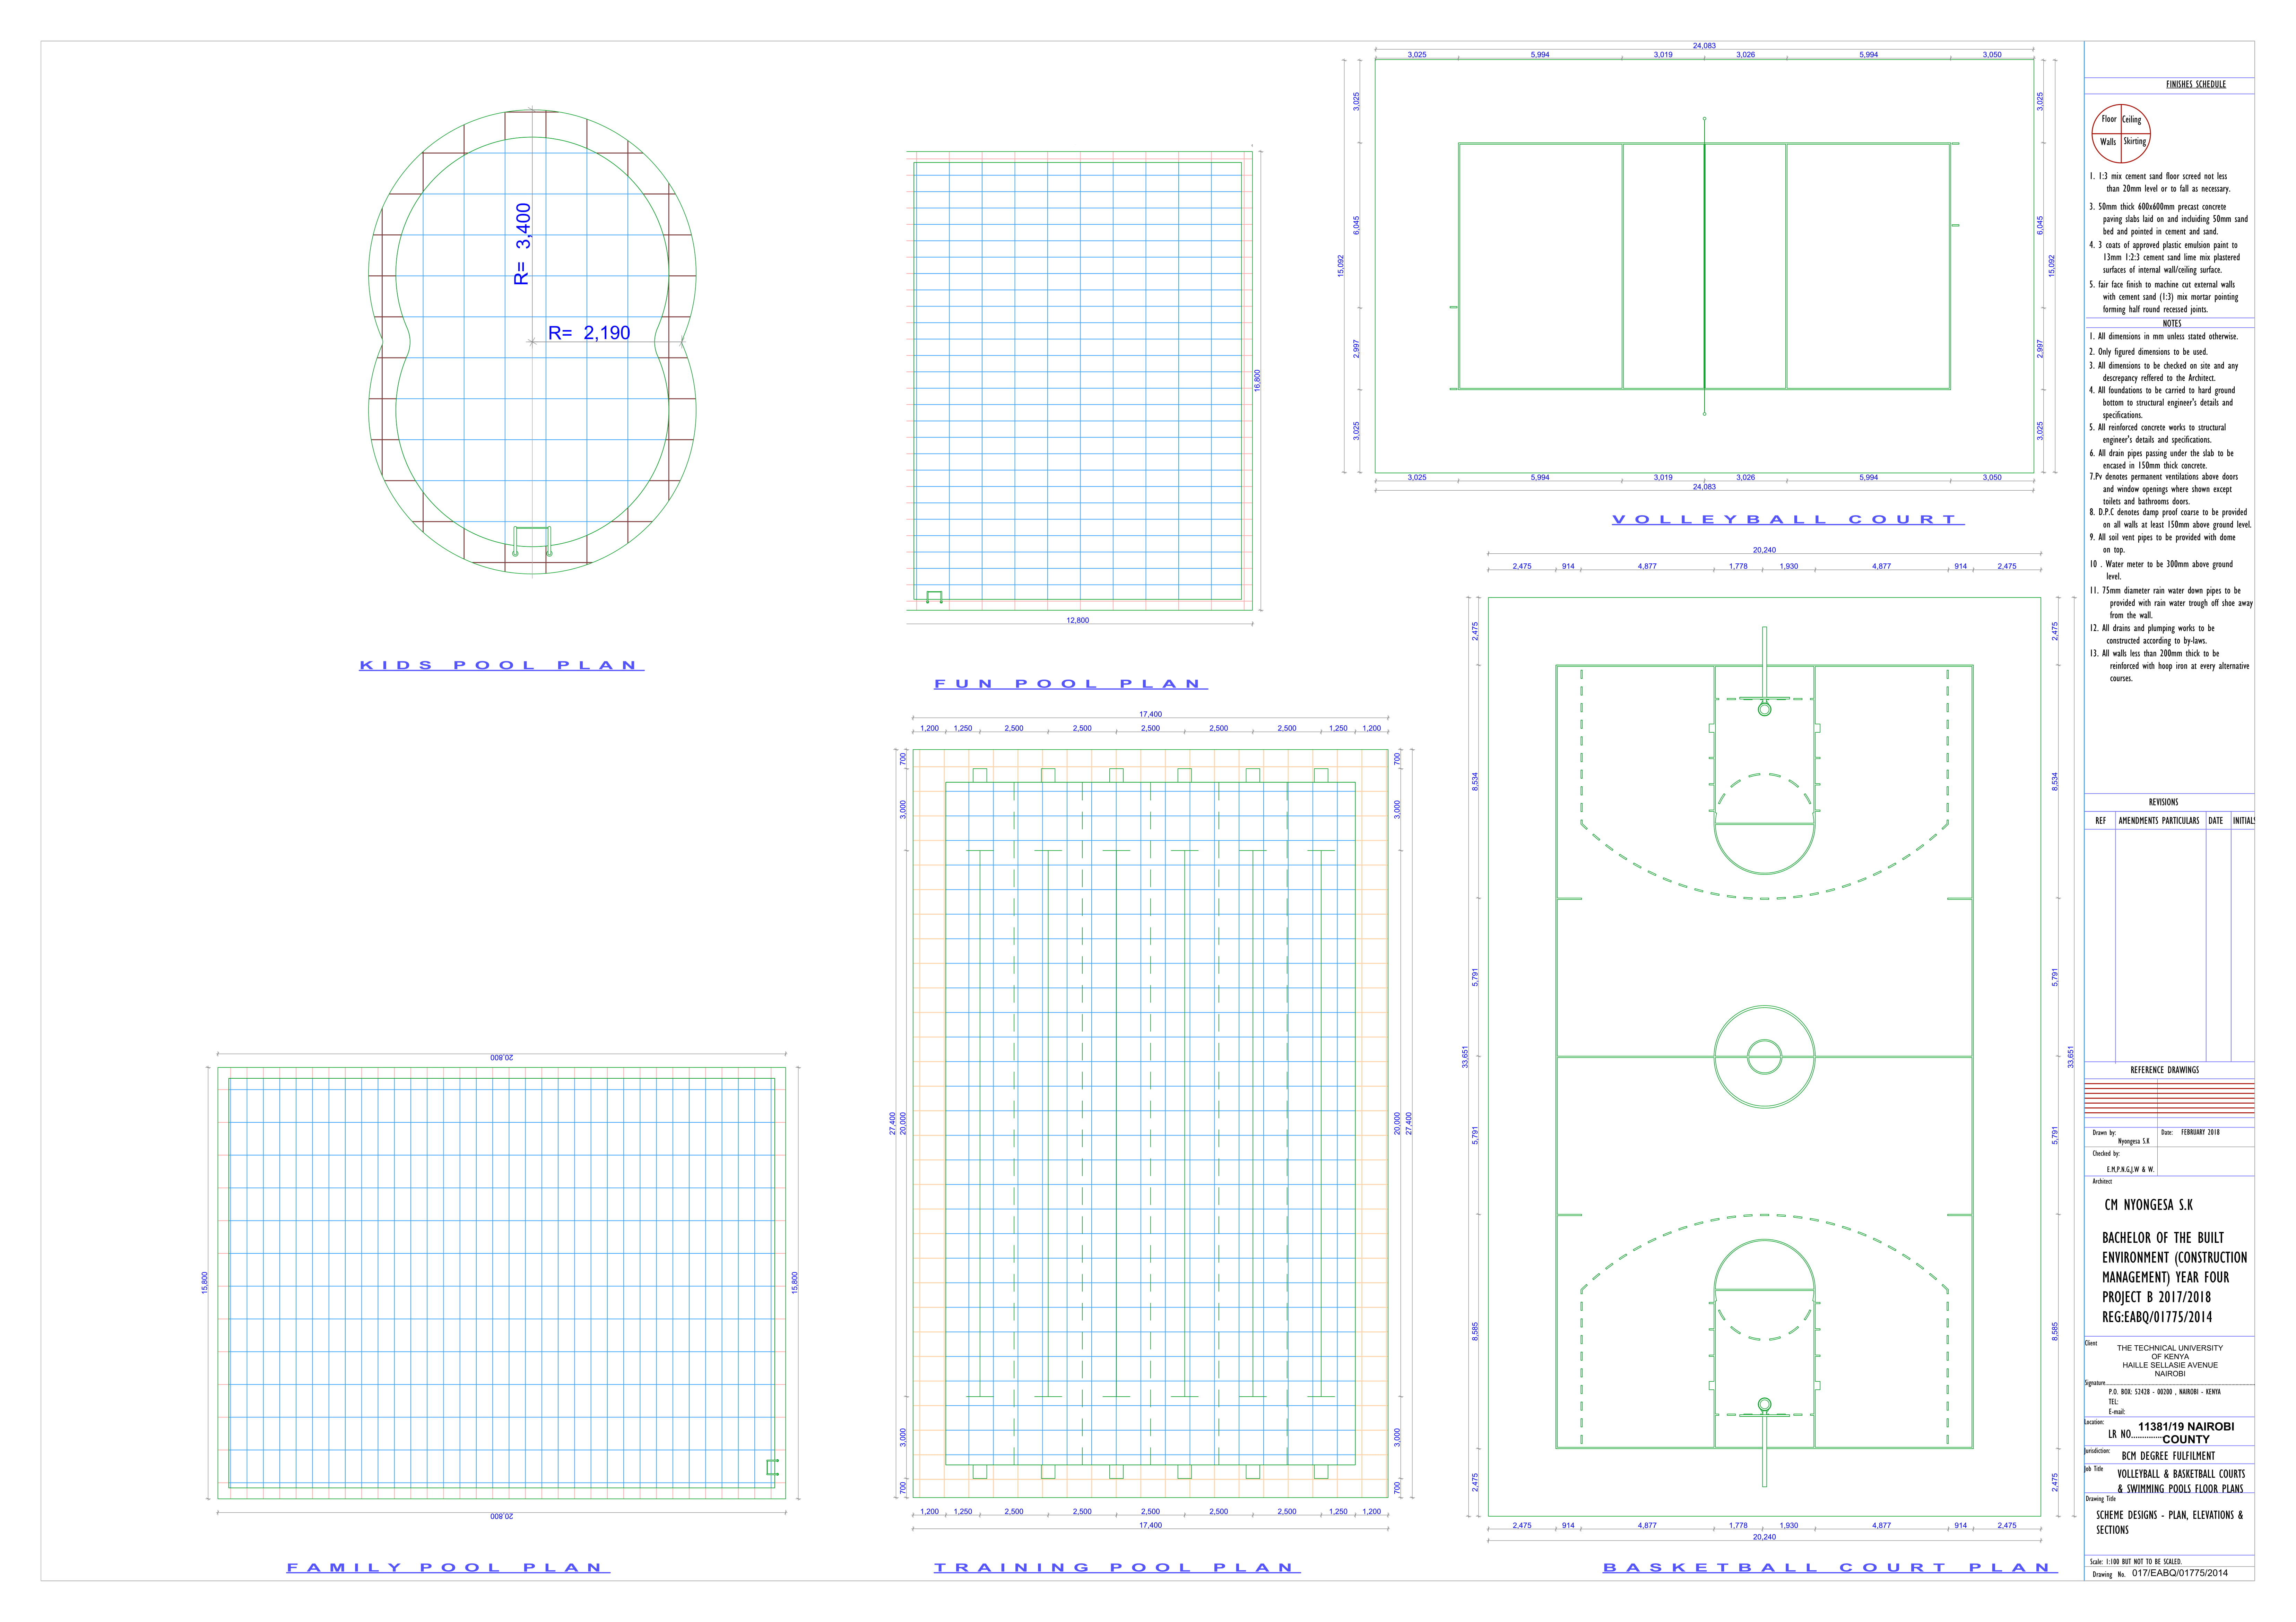 R= 3,400
R= 2,190
KIDS POOL PLAN
16,800
12,800
FUN POOL PLAN
24,083
3,025 5,994 3,019 3,026 5,994 3,050
15,092
3,025
6,045
2,997
3,025
3,025
6,045
2,997
3,025
15,092
3,025 5,994 3,019 3,026 5,994 3,050
24,083
VOLLEYBALL COURT
20,800
15,800
15,800
20,800
FAMILY POOL PLAN
17,400
1,200 1,250 2,500 2,500 2,500 2,500 2,500 1,250 1,200
700
3,000
27,400
20,000
3,000
700
700
3,000
20,000
27,400
3,000
700
1,200 1,250 2,500 2,500 2,500 2,500 2,500 1,250 1,200
17,400
TRAINING POOL PLAN
20,240
2,475 914 4,877 1,778 1,930 4,877 914 2,475
2,475
8,534
5,791
33,651
5,791
8,585
2,475
2,475
8,534
5,791
33,651
5,791
8,585
2,475
2,475 914 4,877 1,778 1,930 4,877 914 2,475
20,240
BASKETBALL COURT PLAN
FINISHES SCHEDULE
Floor Ceiling
Walls Skirting
1. 1:3 mix cement sand floor screed not less
than 20mm level or to fall as necessary.
3. 50mm thick 600x600mm precast concrete
paving slabs laid on and incluiding 50mm sand
bed and pointed in cement and sand.
4. 3 coats of approved plastic emulsion paint to
13mm 1:2:3 cement sand lime mix plastered
surfaces of internal wall/ceiling surface.
5. fair face finish to machine cut external walls
with cement sand (1:3) mix mortar pointing
forming half round recessed joints.
NOTES
1. All dimensions in mm unless stated otherwise.
2. Only figured dimensions to be used.
3. All dimensions to be checked on site and any
descrepancy reffered to the Architect.
4. All foundations to be carried to hard ground
bottom to structural engineer's details and
specifications.
5. All reinforced concrete works to structural
engineer's details and specifications.
6. All drain pipes passing under the slab to be
encased in 150mm thick concrete.
7.Pv denotes permanent ventilations above doors
and window openings where shown except
toilets and bathrooms doors.
8. D.P.C denotes damp proof coarse to be provided
on all walls at least 150mm above ground level.
9. All soil vent pipes to be provided with dome
on top.
10 . Water meter to be 300mm above ground
level.
11. 75mm diameter rain water down pipes to be
provided with rain water trough off shoe away
from the wall.
12. All drains and plumping works to be
constructed according to by-laws.
13. All walls less than 200mm thick to be
reinforced with hoop iron at every alternative
courses.
REVISIONS
REF AMENDMENTS PARTICULARS DATE INITIALS
REFERENCE DRAWINGS
Drawn by: Date: FEBRUARY 2018
Nyongesa S.K
Checked by:
E.M,P.N.G,J.W & W.
Architect
CM NYONGESA S.K
BACHELOR OF THE BUILT
ENVIRONMENT (CONSTRUCTION
MANAGEMENT) YEAR FOUR
PROJECT B 2017/2018
REG:EABQ/01775/2014
Client
THE TECHNICAL UNIVERSITY
OF KENYA
HAILLE SELLASIE AVENUE
NAIROBI
Signature
P.O. BOX: 52428 - 00200 , NAIROBI - KENYA
TEL:
E-mail:
Location:
11381/19 NAIROBI
LR NO..............COUNTY
Jurisdiction:
BCM DEGREE FULFILMENT
Job Title
VOLLEYBALL & BASKETBALL COURTS
& SWIMMING POOLS FLOOR PLANS
Drawing Title
SCHEME DESIGNS - PLAN, ELEVATIONS &
SECTIONS
Scale: 1:100 BUT NOT TO BE SCALED.
Drawing No. 017/EABQ/01775/2014